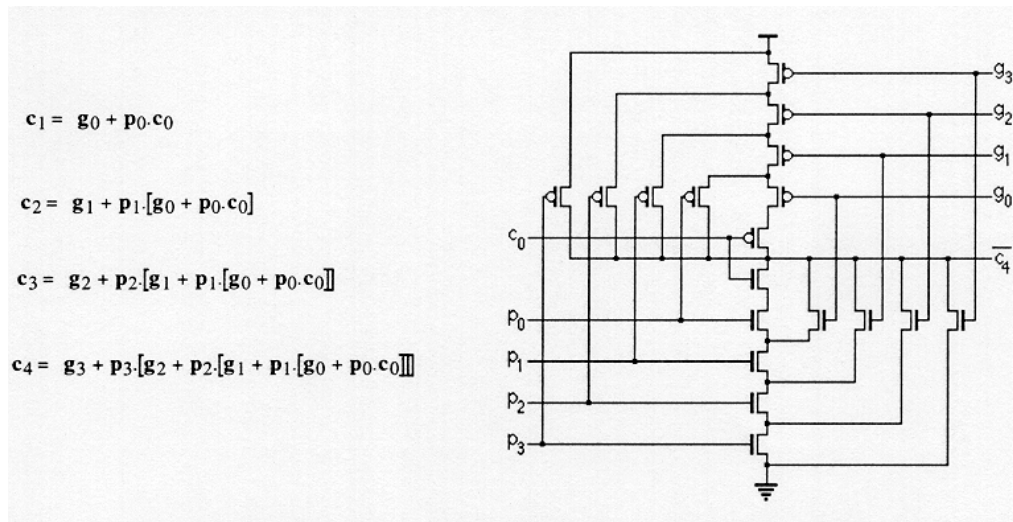 c₁ = g₀ + p₀.c₀
c₂ = g₁ + p₁.[g₀ + p₀.c₀]
c₃ = g₂ + p₂.[g₁ + p₁.[g₀ + p₀.c₀]]
c₄ = g₃ + p₃.[g₂ + p₂.[g₁ + p₁.[g₀ + p₀.c₀]]]
g₃
g₂
g₁
g₀
c₀
c̅₄
p₀
p₁
p₂
p₃